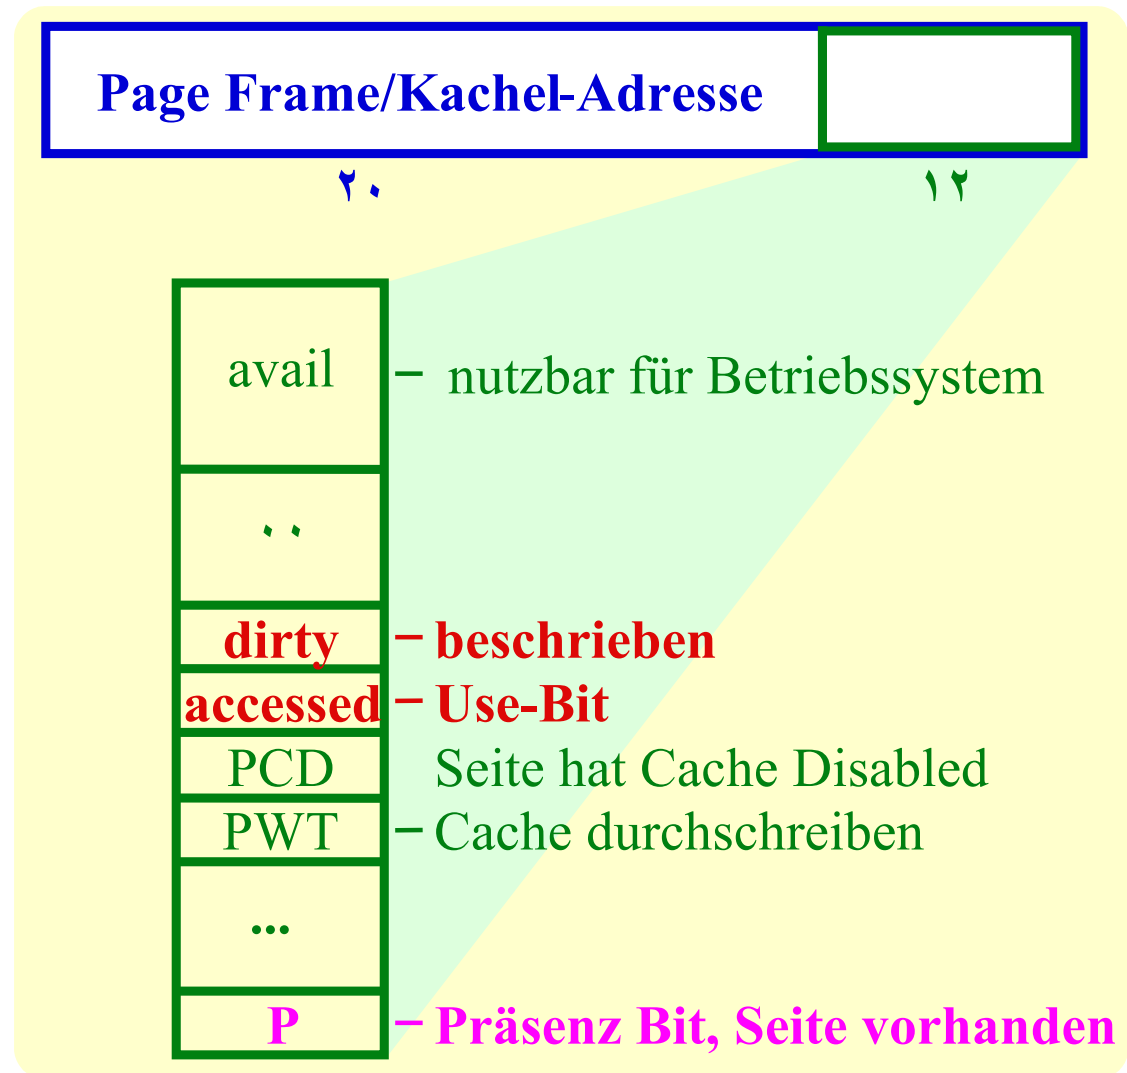 Page Frame/Kachel-Adresse
٢٠ ١٢
avail – nutzbar für Betriebssystem
٠٠
dirty – beschrieben
accessed – Use-Bit
PCD Seite hat Cache Disabled
PWT – Cache durchschreiben
...
P – Präsenz Bit, Seite vorhanden